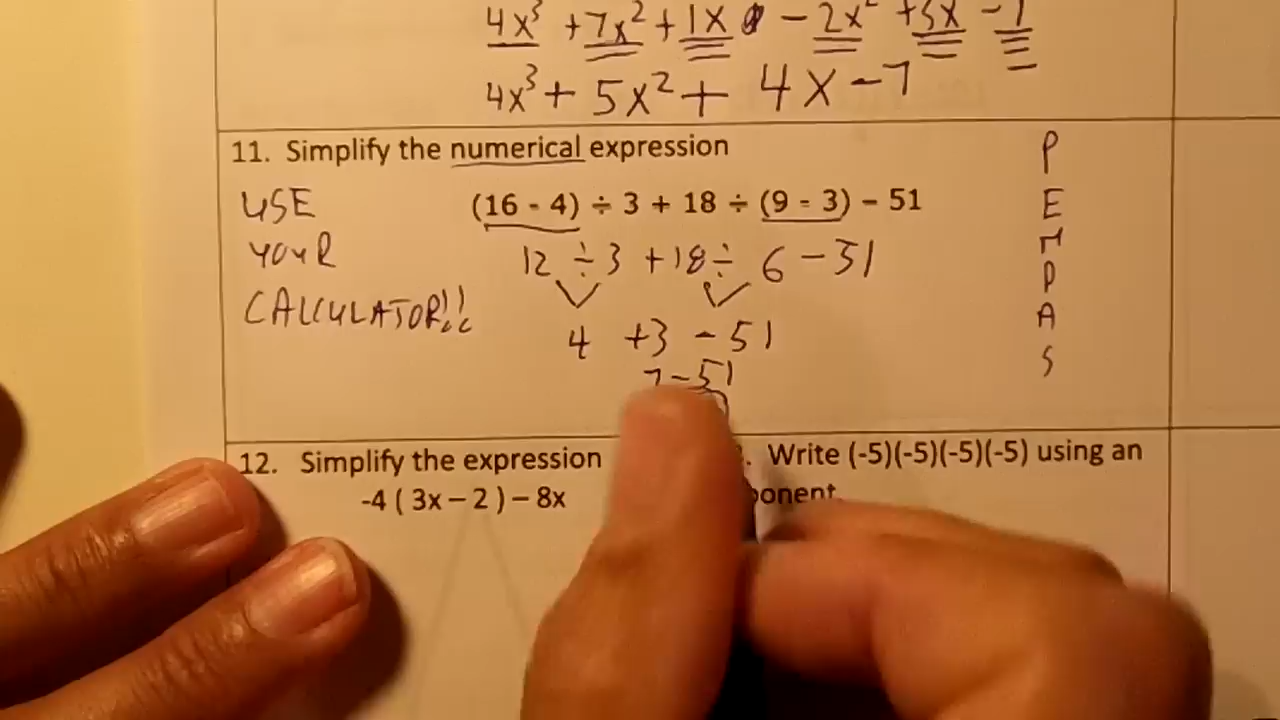 4x³ + 7x² + 1x - 2x² + 3x - 7
4x³ + 5x² + 4x - 7
11. Simplify the numerical expression
(16 - 4) ÷ 3 + 18 ÷ (9 - 3) - 51
USE
YOUR
CALCULATOR!!
12 ÷ 3 + 18 ÷ 6 - 51
4 + 3 - 51
7 - 51
P
E
M
D
A
S
12. Simplify the expression
-4 ( 3x – 2 ) – 8x
Write (-5)(-5)(-5)(-5) using an